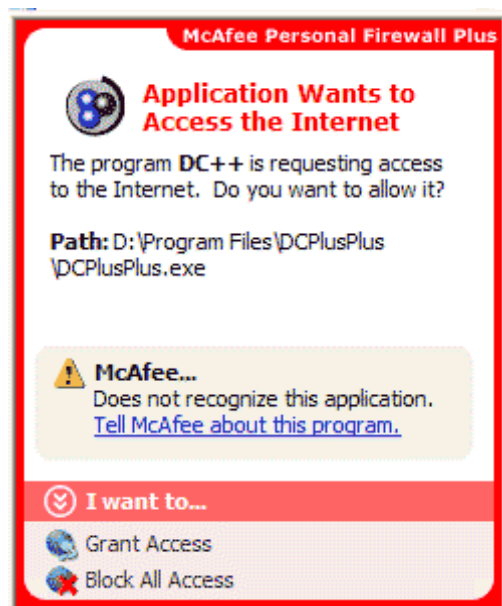 McAfee Personal Firewall Plus
Application Wants to
Access the Internet
The program DC++ is requesting access
to the Internet. Do you want to allow it?
Path: D:\Program Files\DCPlusPlus
\DCPlusPlus.exe
McAfee...
Does not recognize this application.
Tell McAfee about this program.
I want to...
Grant Access
Block All Access